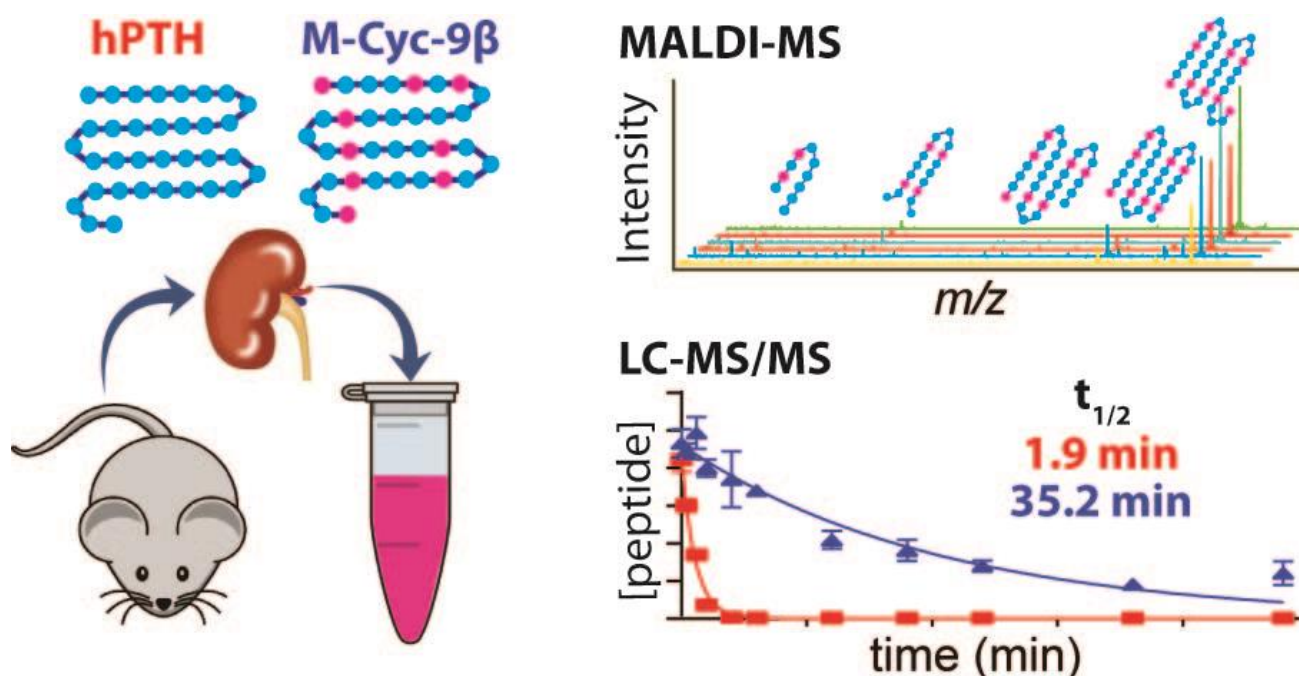 hPTH
M-Cyc-9β
MALDI-MS
Intensity
m/z
LC-MS/MS
[peptide]
t1/2
1.9 min
35.2 min
time (min)